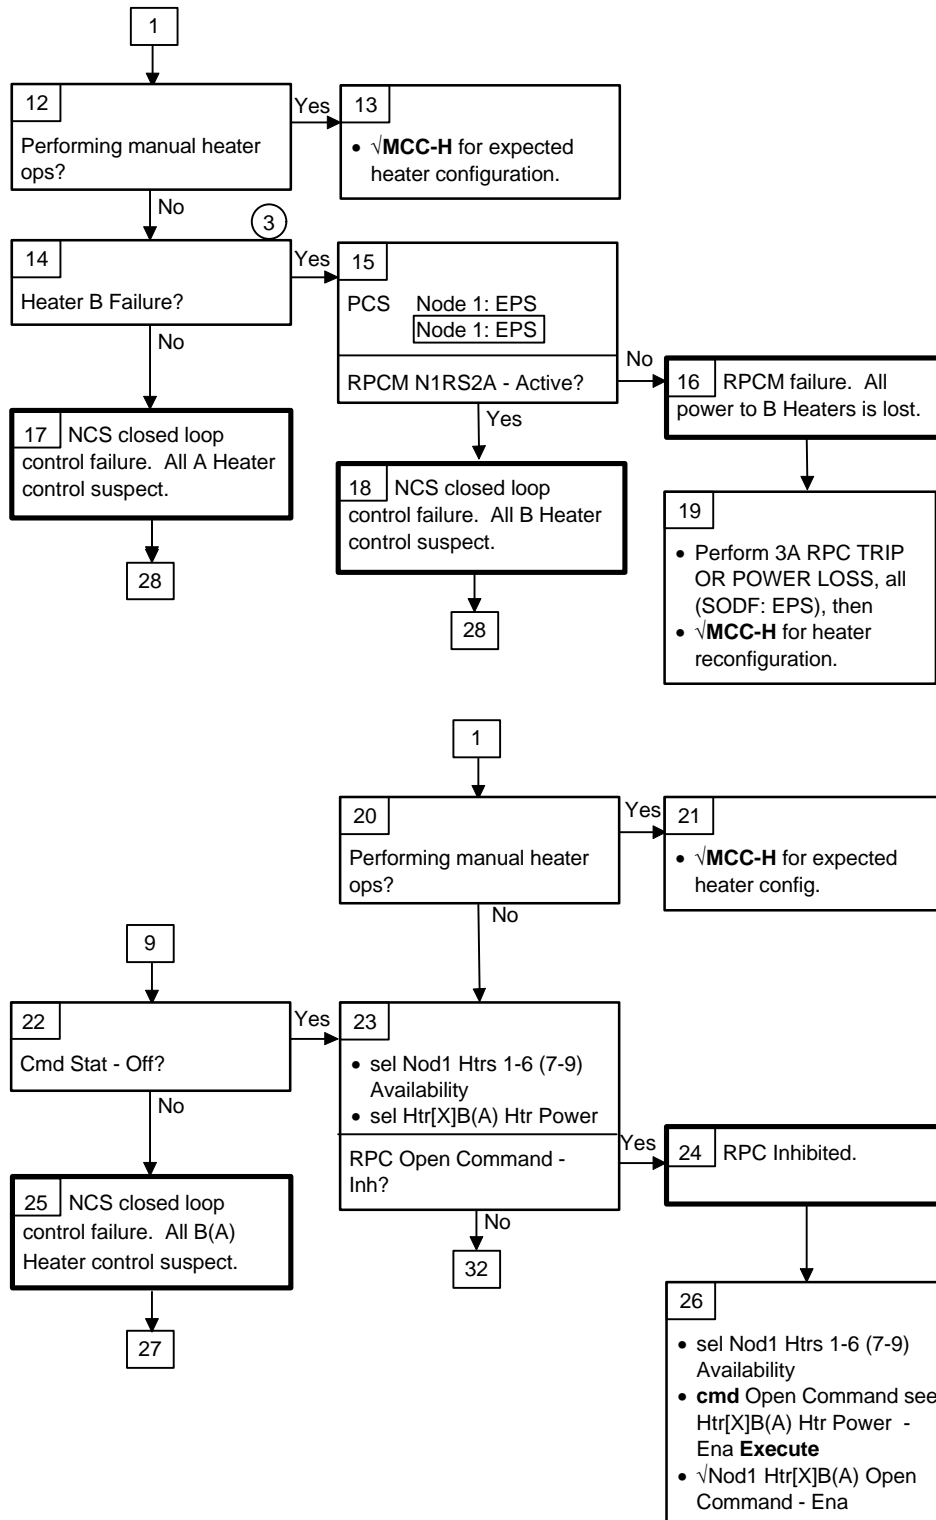 1
12
Performing manual heater
ops?
Yes
13
• √MCC-H for expected
heater configuration.
No
3
14
Heater B Failure?
Yes
15
PCS Node 1: EPS
Node 1: EPS
RPCM N1RS2A - Active?
No
16 RPCM failure. All
power to B Heaters is lost.
No
Yes
17 NCS closed loop
control failure. All A Heater
control suspect.
18 NCS closed loop
control failure. All B Heater
control suspect.
19
• Perform 3A RPC TRIP
OR POWER LOSS, all
(SODF: EPS), then
• √MCC-H for heater
reconfiguration.
28
28
1
20
Performing manual heater
ops?
Yes
21
• √MCC-H for expected
heater config.
No
9
22
Cmd Stat - Off?
Yes
23
• sel Nod1 Htrs 1-6 (7-9)
Availability
• sel Htr[X]B(A) Htr Power
RPC Open Command -
Inh?
Yes
24 RPC Inhibited.
No
25 NCS closed loop
control failure. All B(A)
Heater control suspect.
No
32
27
26
• sel Nod1 Htrs 1-6 (7-9)
Availability
• cmd Open Command see
Htr[X]B(A) Htr Power -
Ena Execute
• √Nod1 Htr[X]B(A) Open
Command - Ena